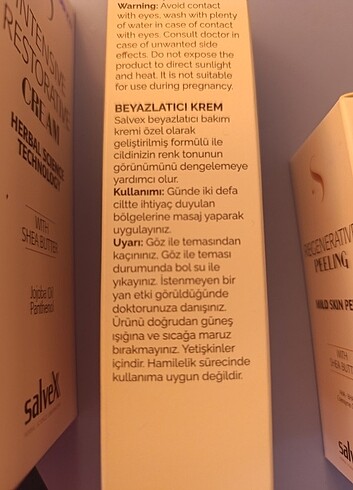 INTENSIVE
RESTORATIVE
CREAM
HERBAL SCIENCE
TECHNOLOGY
WITH
SHEA BUTTER
Jojoba Oil
Panthenol
salvex
Warning: Avoid contact
with eyes, wash with plenty
of water in case of contact
with eyes. Consult doctor in
case of unwanted side
effects. Do not expose the
product to direct sunlight
and heat. It is not suitable
for use during pregnancy.
BEYAZLATICI KREM
Salvex beyazlatıcı bakım
kremi özel olarak
geliştirilmiş formülü ile
cildinizin renk tonunun
görünümünü dengelemeye
yardımcı olur.
Kullanımı: Günde iki defa
ciltte ihtiyaç duyulan
bölgelerine masaj yaparak
uygulayınız.
Uyarı: Göz ile temasından
kaçınınız. Göz ile teması
durumunda bol su ile
yıkayınız. İstenmeyen bir
yan etki görüldüğünde
doktorunuza danışınız.
Ürünü doğrudan güneş
ışığına ve sıcağa maruz
bırakmayınız. Yetişkinler
içindir. Hamilelik sürecinde
kullanıma uygun değildir.
S
REGENERATIVE
PEELING
MILD SKIN PE
WITH
SHEA BUTTER
Salv